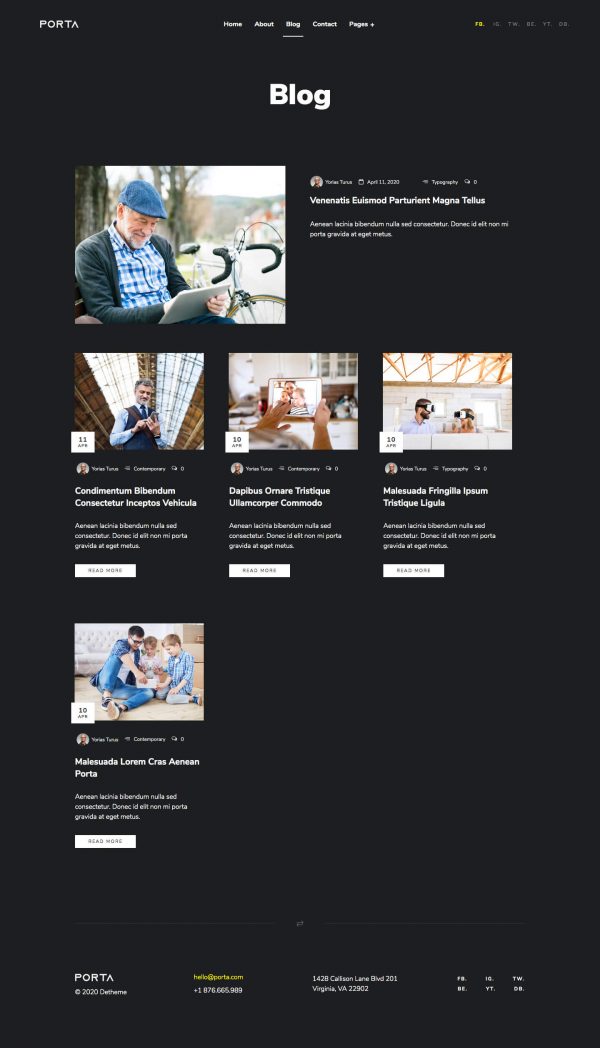 PORTA
Home About Blog Contact Pages +
FB. IG. TW. BE. YT. DB.
Blog
Yorias Turus April 11, 2020 Typography 0
Venenatis Euismod Parturient Magna Tellus
Aenean lacinia bibendum nulla sed consectetur. Donec id elit non mi
porta gravida at eget metus.
11
APR
Yorias Turus Contemporary 0
Condimentum Bibendum
Consectetur Inceptos Vehicula
Aenean lacinia bibendum nulla sed
consectetur. Donec id elit non mi porta
gravida at eget metus.
READ MORE
10
APR
Yorias Turus Contemporary 0
Dapibus Ornare Tristique
Ullamcorper Commodo
Aenean lacinia bibendum nulla sed
consectetur. Donec id elit non mi porta
gravida at eget metus.
READ MORE
10
APR
Yorias Turus Typography 0
Malesuada Fringilla Ipsum
Tristique Ligula
Aenean lacinia bibendum nulla sed
consectetur. Donec id elit non mi porta
gravida at eget metus.
READ MORE
10
APR
Yorias Turus Contemporary 0
Malesuada Lorem Cras Aenean
Porta
Aenean lacinia bibendum nulla sed
consectetur. Donec id elit non mi porta
gravida at eget metus.
READ MORE
PORTA
© 2020 Detheme
hello@porta.com
+1 876.665.989
1428 Callison Lane Blvd 201
Virginia, VA 22902
FB. IG. TW.
BE. YT. DB.